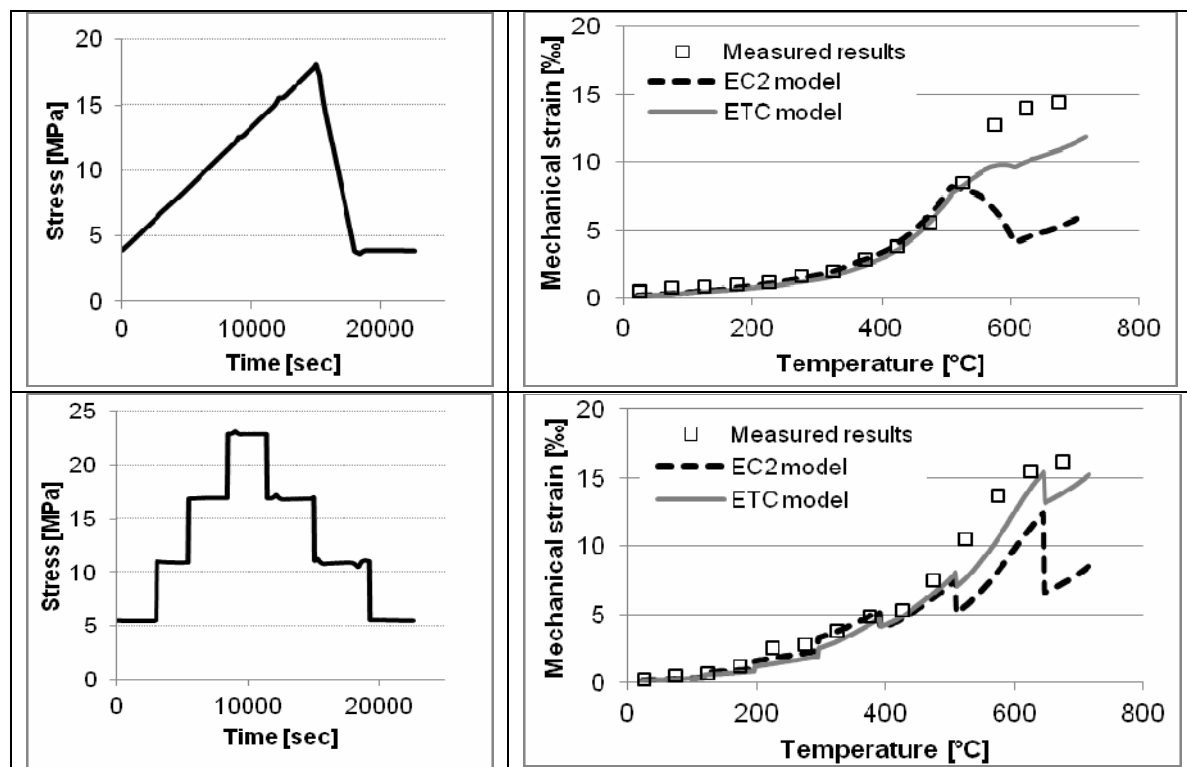 20
15
10
5
0
Stress [MPa]
0
10000
20000
Time [sec]
20
15
10
5
0
Mechanical strain [‰]
Measured results
EC2 model
ETC model
0
200
400
600
800
Temperature [°C]
25
20
15
10
5
0
Stress [MPa]
0
10000
20000
Time [sec]
20
15
10
5
0
Mechanical strain [‰]
Measured results
EC2 model
ETC model
0
200
400
600
800
Temperature [°C]